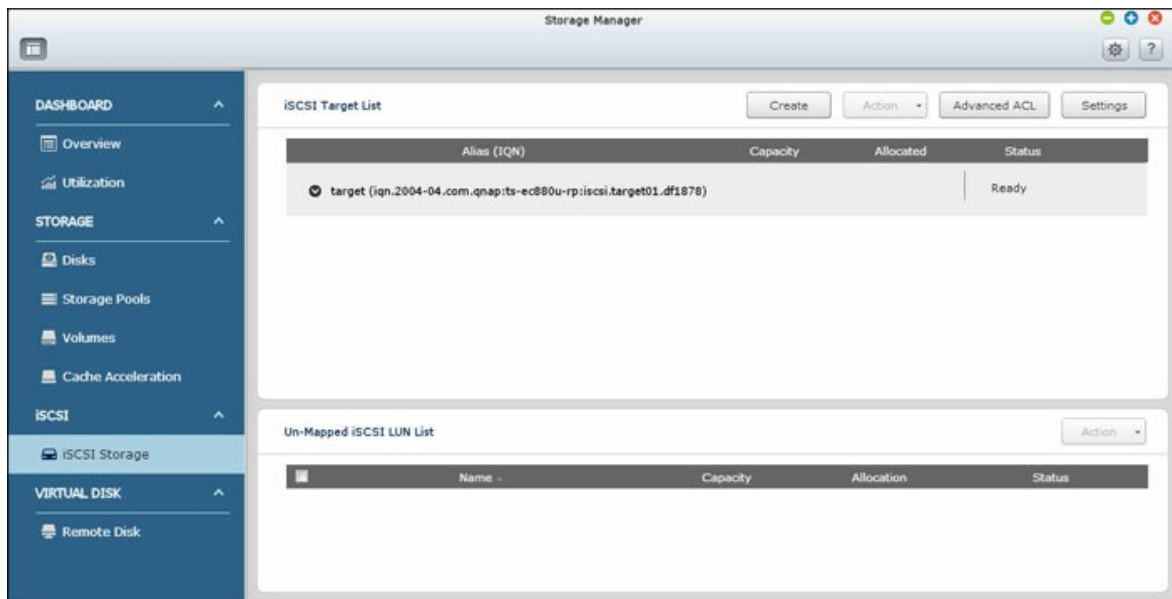 Storage Manager
?
DASHBOARD
Overview
Utilization
STORAGE
Disks
Storage Pools
Volumes
Cache Acceleration
iSCSI
iSCSI Storage
VIRTUAL DISK
Remote Disk
iSCSI Target List
Create
Action
Advanced ACL
Settings
Alias (IQN) Capacity Allocated Status
target (iqn.2004-04.com.qnap:ts-ec880u-rp:iscsi.target01.df1878) Ready
Un-Mapped iSCSI LUN List
Action
Name Capacity Allocation Status